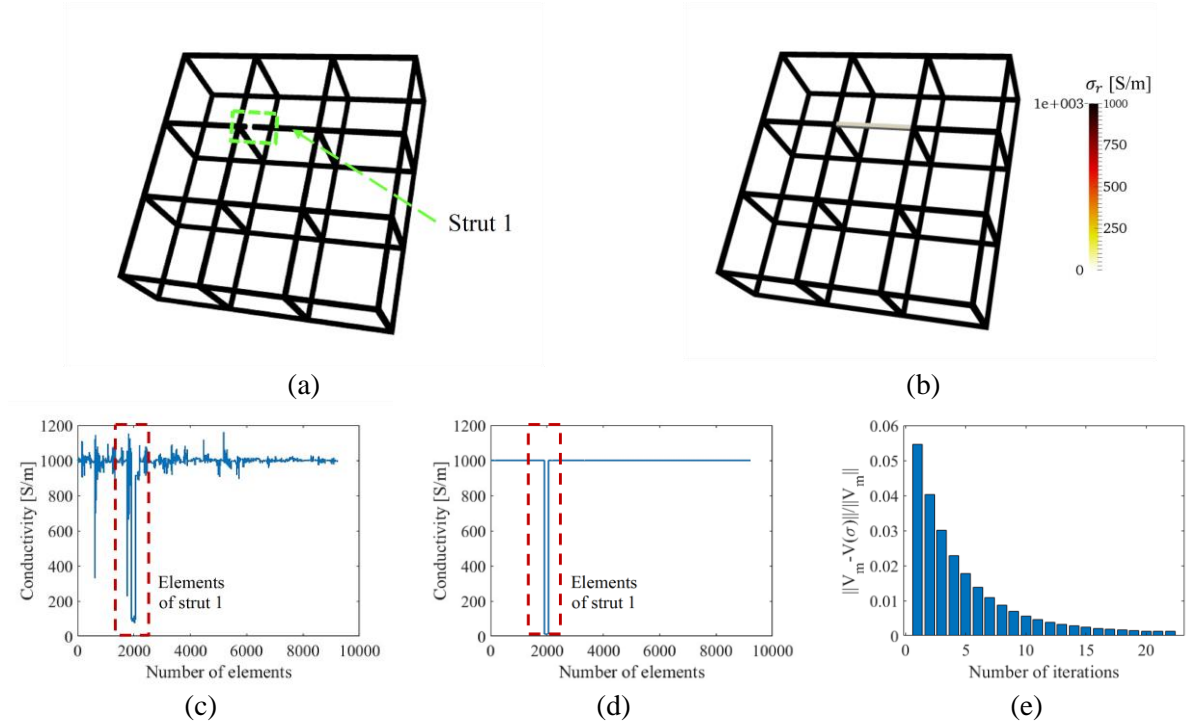 σr [S/m]
1e+003
1000
750
500
250
0
Strut 1
(a)
(b)
1200
1000
800
600
400
200
0
Conductivity [S/m]
Elements
of strut 1
0
2000
4000
6000
8000
10000
Number of elements
(c)
1200
1000
800
600
400
200
0
Conductivity [S/m]
Elements
of strut 1
0
2000
4000
6000
8000
10000
Number of elements
(d)
0.06
0.05
0.04
0.03
0.02
0.01
0
||Vm-V(σ)||/||Vm||
5
10
15
20
Number of iterations
(e)